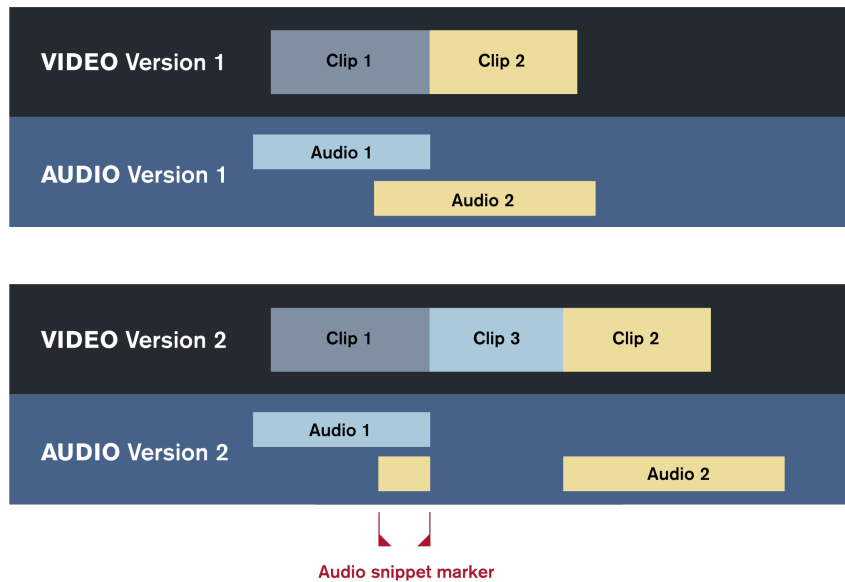 VIDEO Version 1
Clip 1
Clip 2
AUDIO Version 1
Audio 1
Audio 2
VIDEO Version 2
Clip 1
Clip 3
Clip 2
AUDIO Version 2
Audio 1
Audio 2
Audio snippet marker